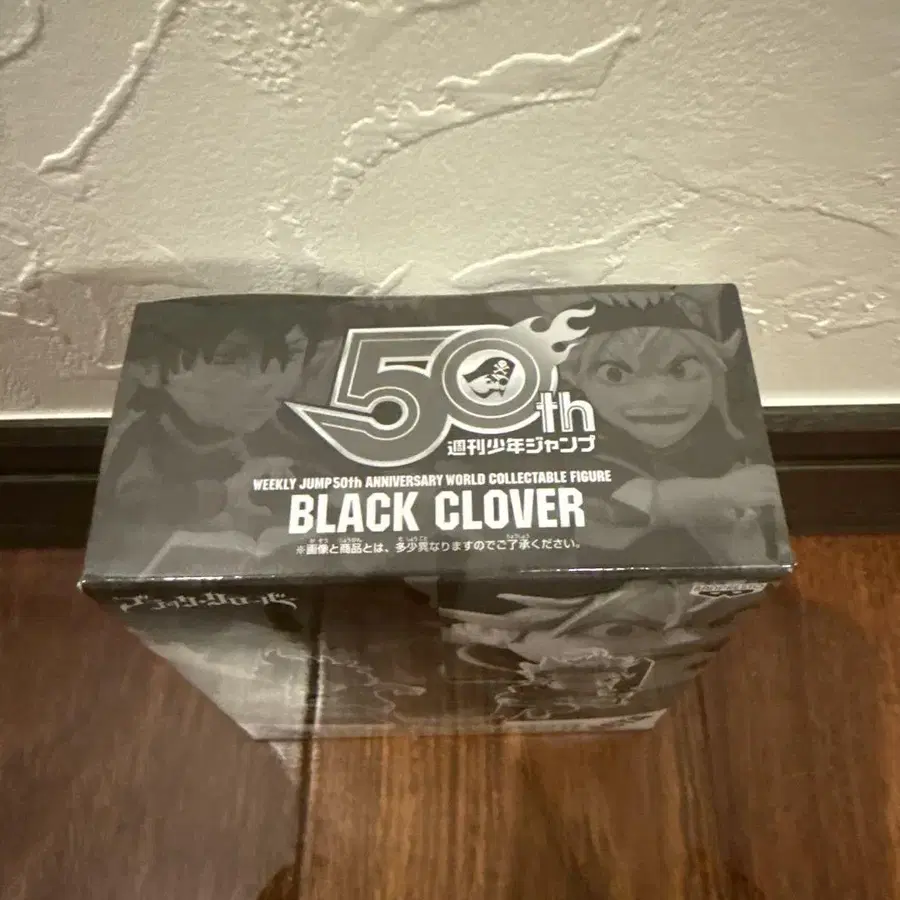 50th
週刊少年ジャンプ
WEEKLY JUMP50th ANNIVERSARY WORLD COLLECTABLE FIGURE
BLACK CLOVER
※画像と商品とは、多少異なりますのでご了承ください。
ブラッククローバー